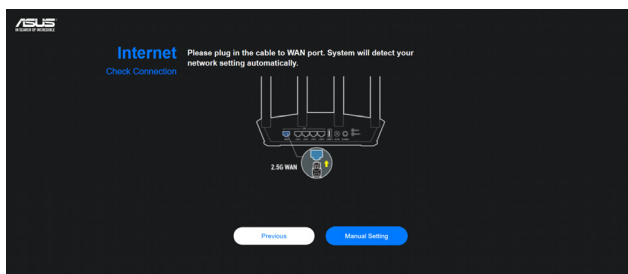 ASUS
IN SEARCH OF INCREDIBLE
Internet
Check Connection
Please plug in the cable to WAN port. System will detect your
network setting automatically.
2.5G WAN
Previous
Manual Setting